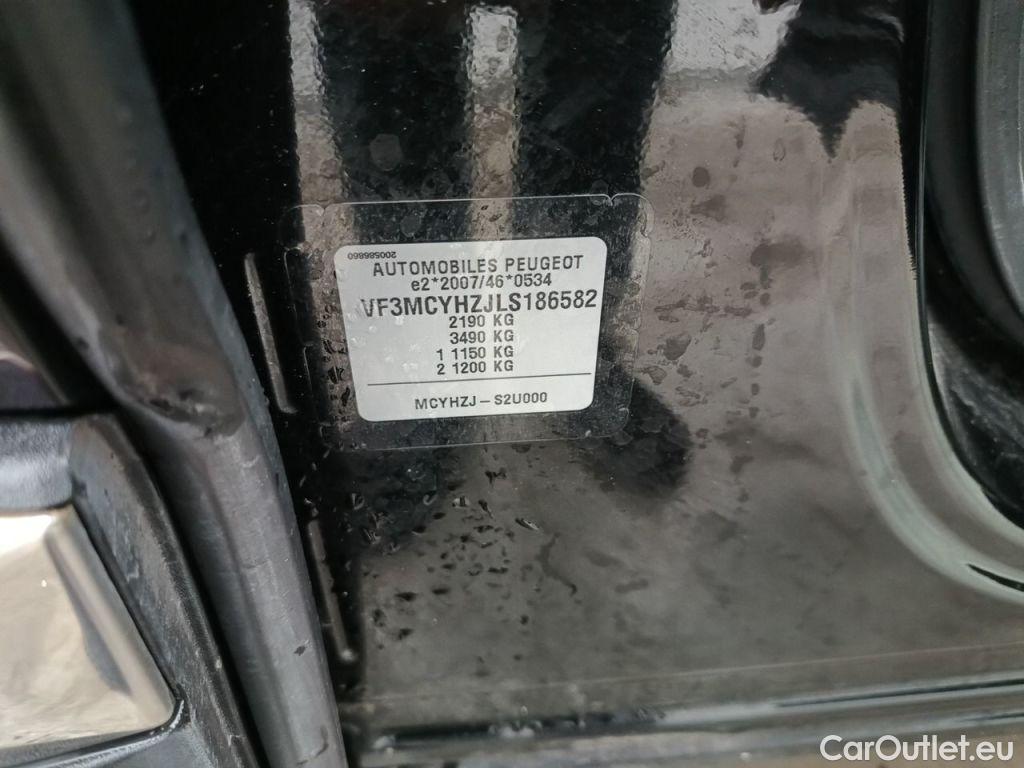 200586860
AUTOMOBILES PEUGEOT
e2*2007/46*0534
VF3MCYHZJLS186582
2190 KG
3490 KG
1 1150 KG
2 1200 KG
MCYHZJ – S2U000
CarOutlet.eu